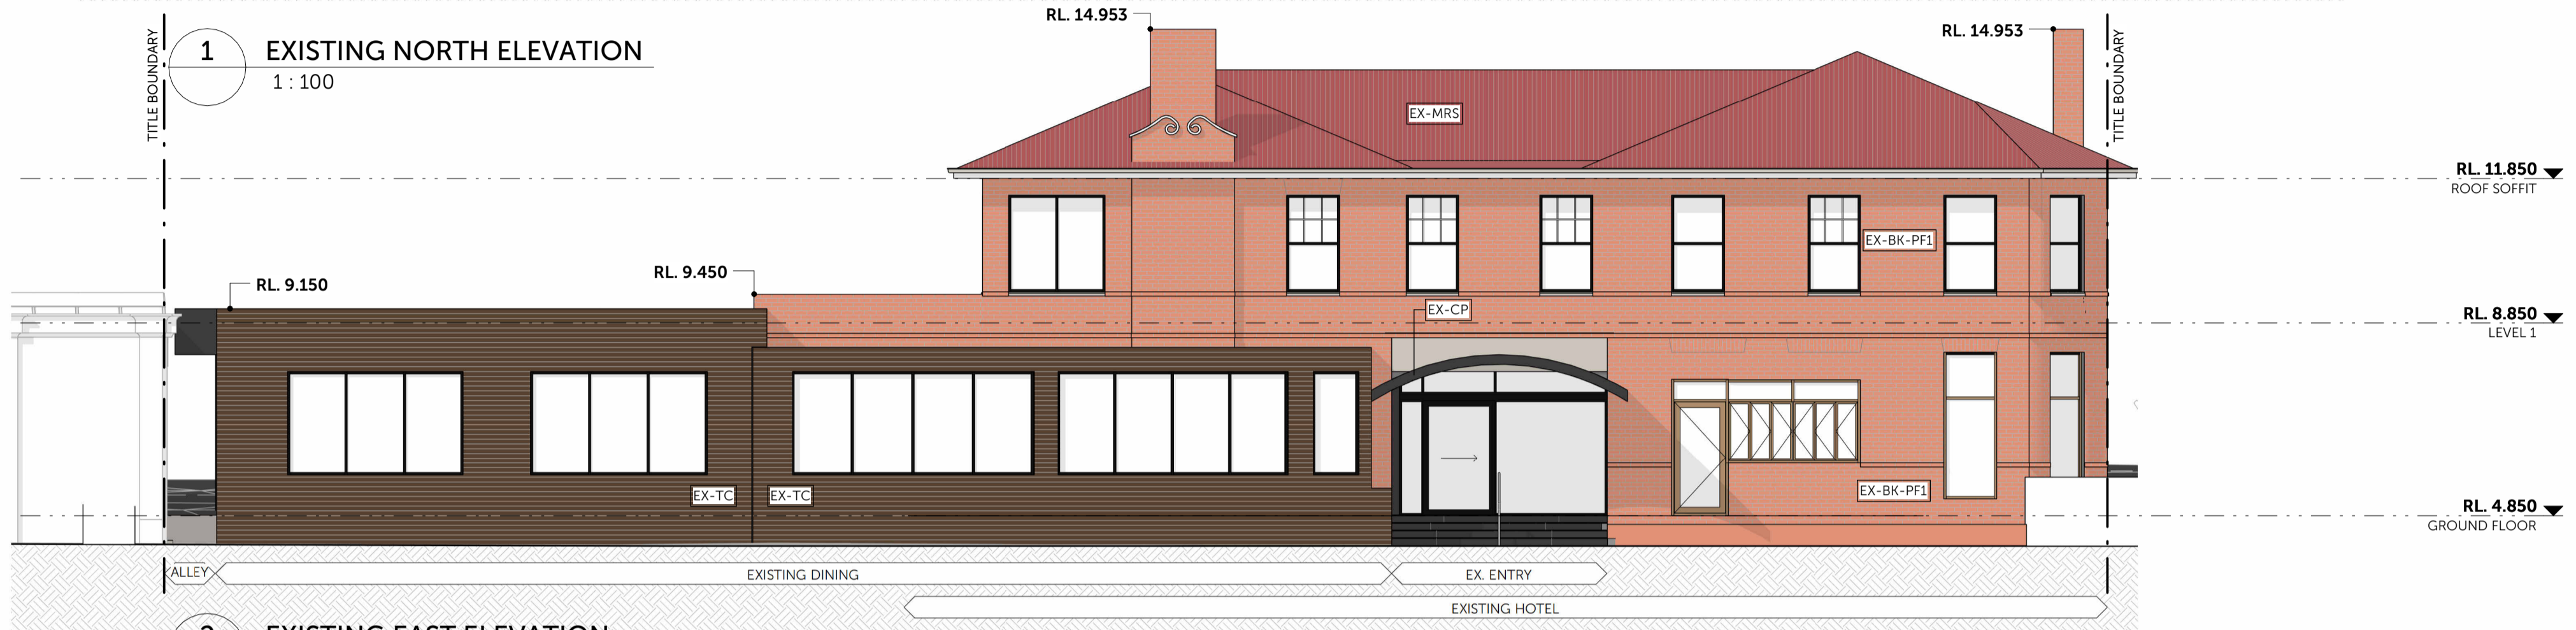 RL. 14.953
RL. 14.953
TITLE BOUNDARY
1 EXISTING NORTH ELEVATION
1 : 100
TITLE BOUNDARY
EX-MRS
RL. 11.850
ROOF SOFFIT
EX-BK-PF1
RL. 9.450
RL. 9.150
EX-CP
RL. 8.850
LEVEL 1
EX-TC
EX-TC
EX-BK-PF1
RL. 4.850
GROUND FLOOR
ALLEY
EXISTING DINING
EX. ENTRY
EXISTING HOTEL
EXISTING EAST ELEVATION